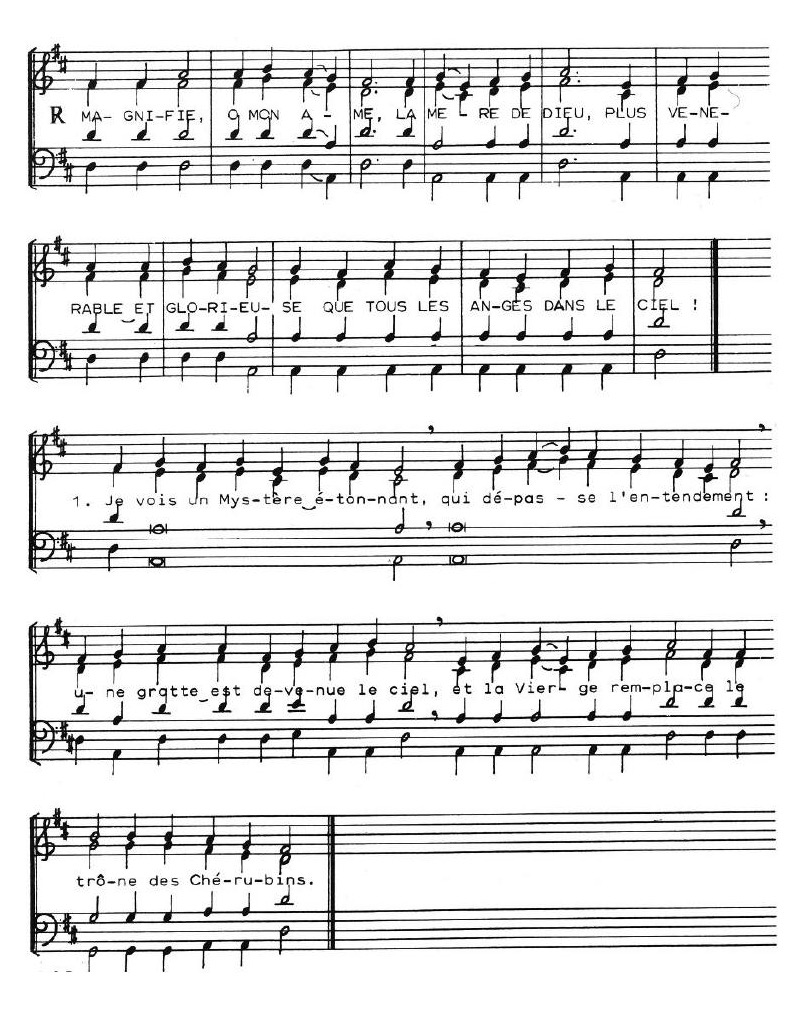 R MA- GNI-FIE, O MON A - ME, LA ME - RE DE DIEU, PLUS VE-NE-
RABLE ET GLO-RI-EU- SE QUE TOUS LES AN-GES DANS LE CIEL !
1. Je vois un Mys-tère é-ton-nant, qui dé-pas - se l'en-tendement :
u- ne grotte est de-ve-nue le ciel, et la Vier- ge rem-pla-ce le
trô-ne des Ché-ru-bins.